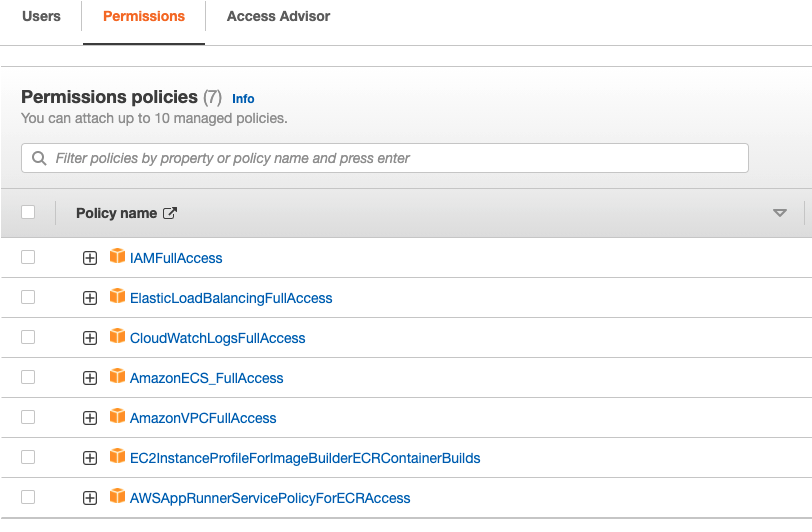 Users Permissions Access Advisor
Permissions policies (7) Info
You can attach up to 10 managed policies.
Filter policies by property or policy name and press enter
Policy name
IAMFullAccess
ElasticLoadBalancingFullAccess
CloudWatchLogsFullAccess
AmazonECS_FullAccess
AmazonVPCFullAccess
EC2InstanceProfileForImageBuilderECRContainerBuilds
AWSAppRunnerServicePolicyForECRAccess